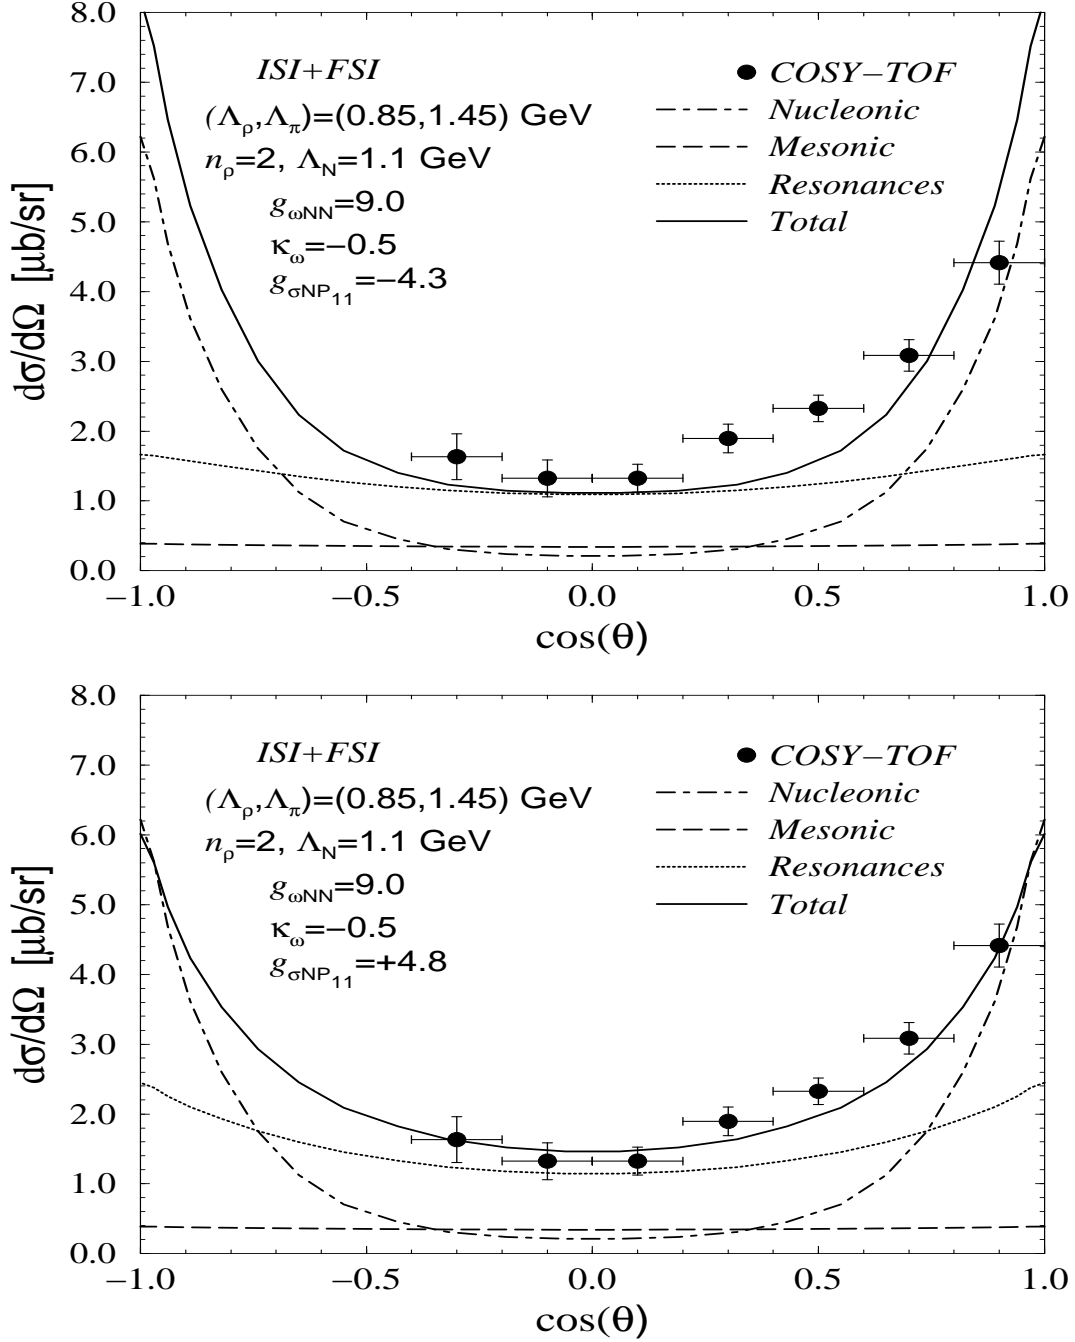 8.0
7.0
6.0
5.0
4.0
3.0
2.0
1.0
0.0
dσ/dΩ [μb/sr]
ISI+FSI
(Λρ,Λπ)=(0.85,1.45) GeV
nρ=2, ΛN=1.1 GeV
gωNN=9.0
κω=−0.5
gσNP11=−4.3
COSY−TOF
Nucleonic
Mesonic
Resonances
Total
−1.0 −0.5 0.0 0.5 1.0
cos(θ)
8.0
7.0
6.0
5.0
4.0
3.0
2.0
1.0
0.0
dσ/dΩ [μb/sr]
ISI+FSI
(Λρ,Λπ)=(0.85,1.45) GeV
nρ=2, ΛN=1.1 GeV
gωNN=9.0
κω=−0.5
gσNP11=+4.8
COSY−TOF
Nucleonic
Mesonic
Resonances
Total
−1.0 −0.5 0.0 0.5 1.0
cos(θ)